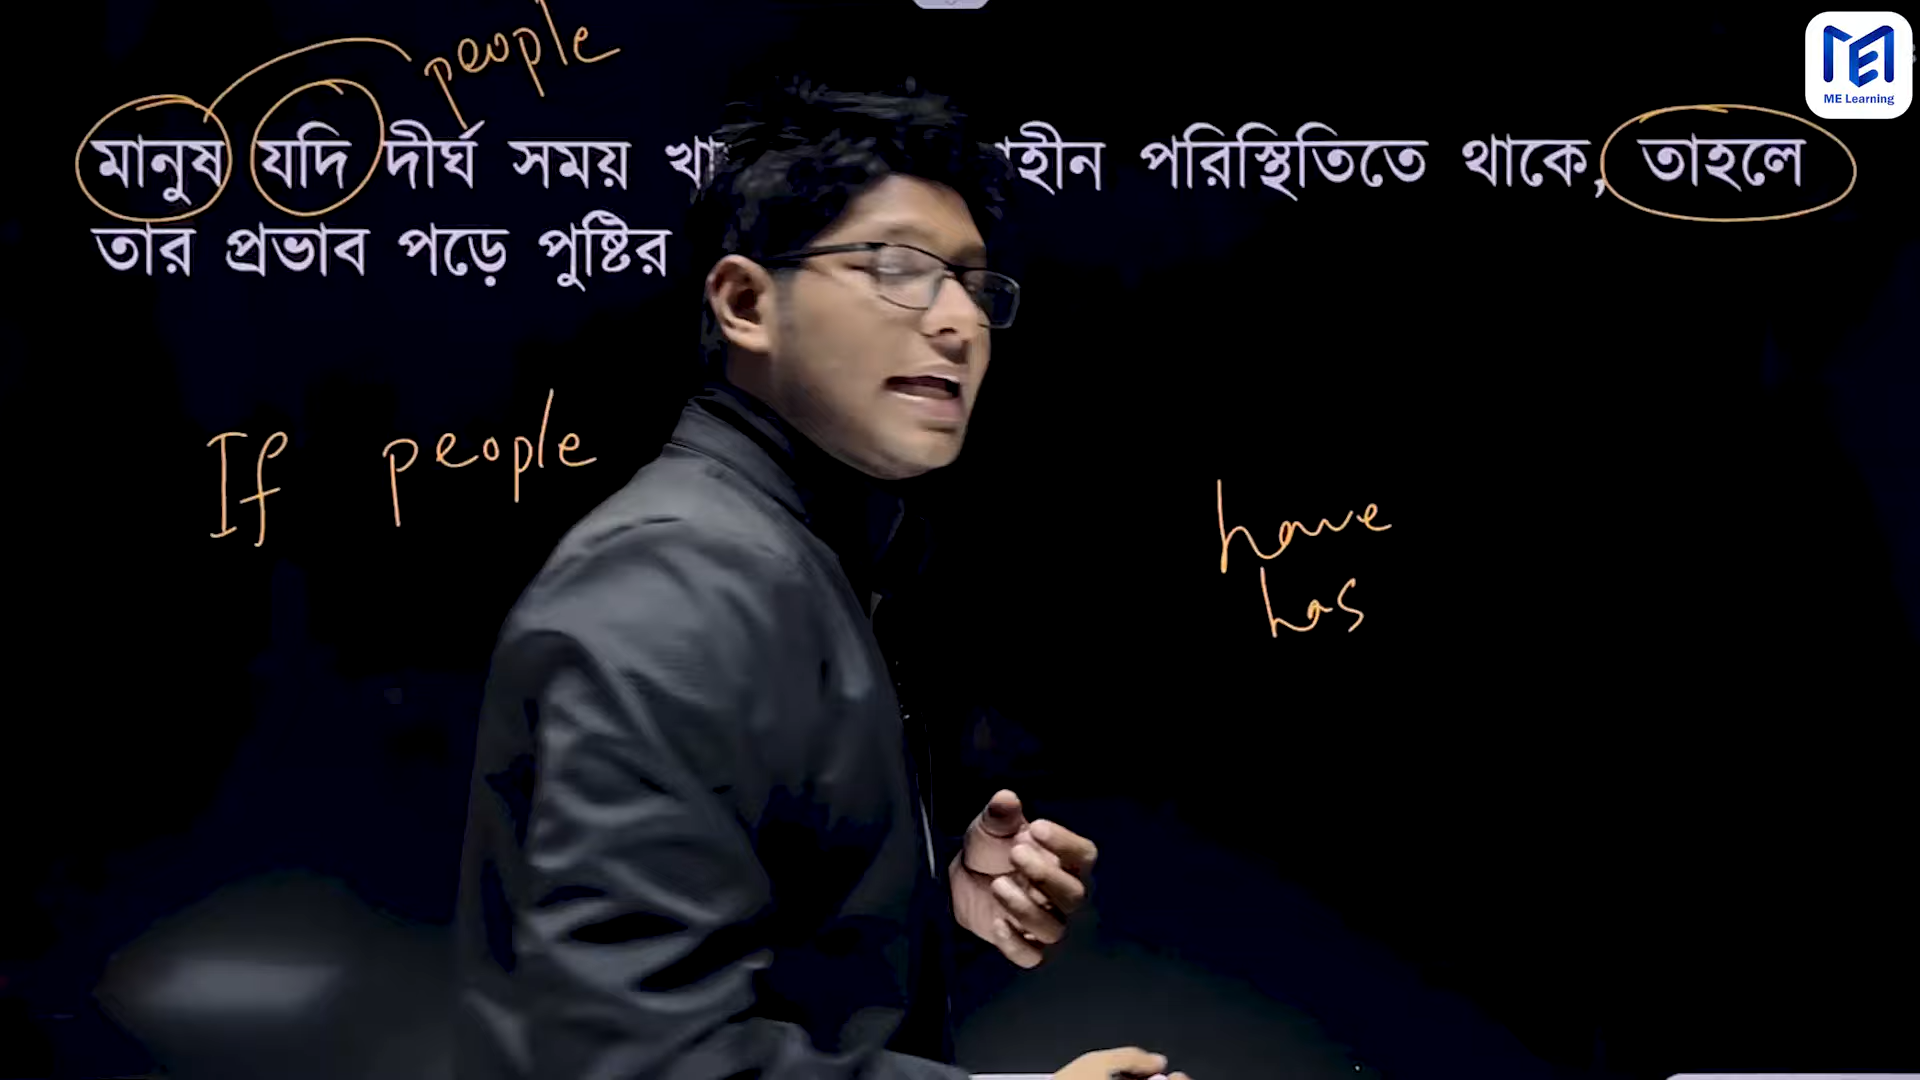 people
মানুষ যদি দীর্ঘ সময় পরিস্থিতিতে থাকে, তাহলে
তার প্রভাব পড়ে পুষ্টির
If people
have
has
ME Learning